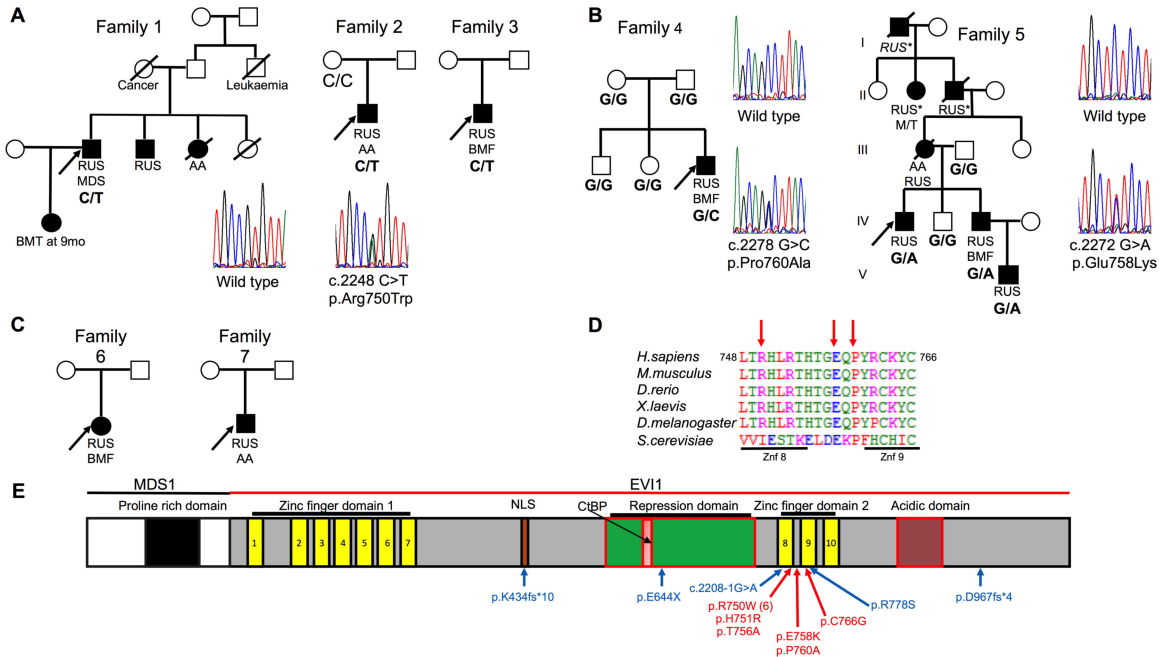 A
Family 1
Cancer
Leukaemia
RUS
MDS
C/T
RUS
AA
BMT at 9mo
Wild type
Family 2
C/C
RUS
AA
C/T
c.2248 C>T
p.Arg750Trp
Family 3
RUS
BMF
C/T
B
Family 4
G/G
G/G
G/G
G/G
RUS
BMF
G/C
Wild type
c.2278 G>C
p.Pro760Ala
Family 5
I
RUS*
II
RUS*
M/T
RUS*
III
AA
RUS
G/G
IV
RUS
G/A
G/G
RUS
BMF
G/A
V
RUS
G/A
Wild type
c.2272 G>A
p.Glu758Lys
C
Family
6
RUS
BMF
Family
7
RUS
AA
D
H.sapiens 748 LTRHLRTHTGEQPYRCKYC 766
M.musculus LTRHLRTHTGEQPYRCKYC
D.rerio LTRHLRTHTGEQPYRCKYC
X.laevis LTRHLRTHTGEQPYRCKYC
D.melanogaster LTRHLRTHTGEQPYPCKYC
S.cerevisiae VVIESTKELDEKPFHCHIC
Znf 8 Znf 9
E
MDS1 EVI1
Proline rich domain Zinc finger domain 1 NLS CtBP Repression domain Zinc finger domain 2 Acidic domain
1 2 3 4 5 6 7 8 9 10
p.K434fs*10 p.E644X c.2208-1G>A p.R778S p.D967fs*4
p.R750W (6)
p.H751R
p.T756A
p.C766G
p.E758K
p.P760A